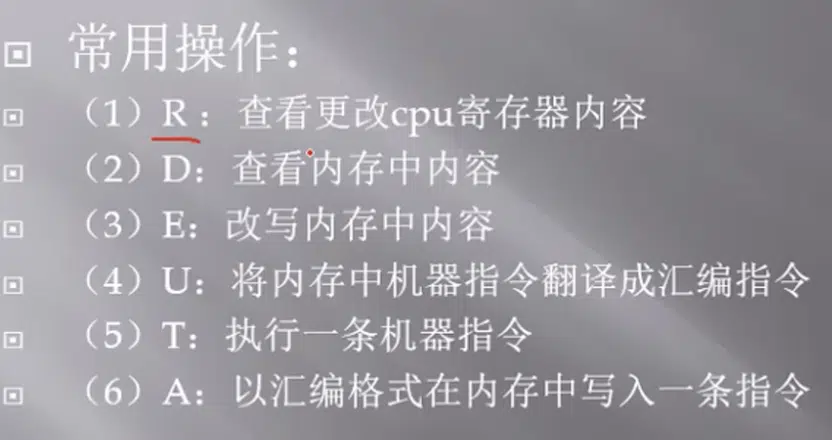 常用操作：
（1）R：查看更改cpu寄存器内容
（2）D：查看内存中内容
（3）E：改写内存中内容
（4）U：将内存中机器指令翻译成汇编指令
（5）T：执行一条机器指令
（6）A：以汇编格式在内存中写入一条指令